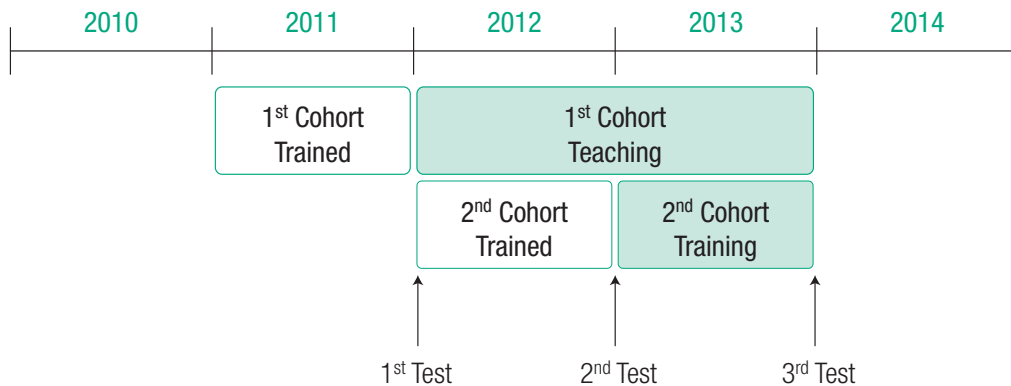 2010 2011 2012 2013 2014
1st Cohort
Trained
1st Cohort
Teaching
2nd Cohort
Trained
2nd Cohort
Training
1st Test 2nd Test 3rd Test